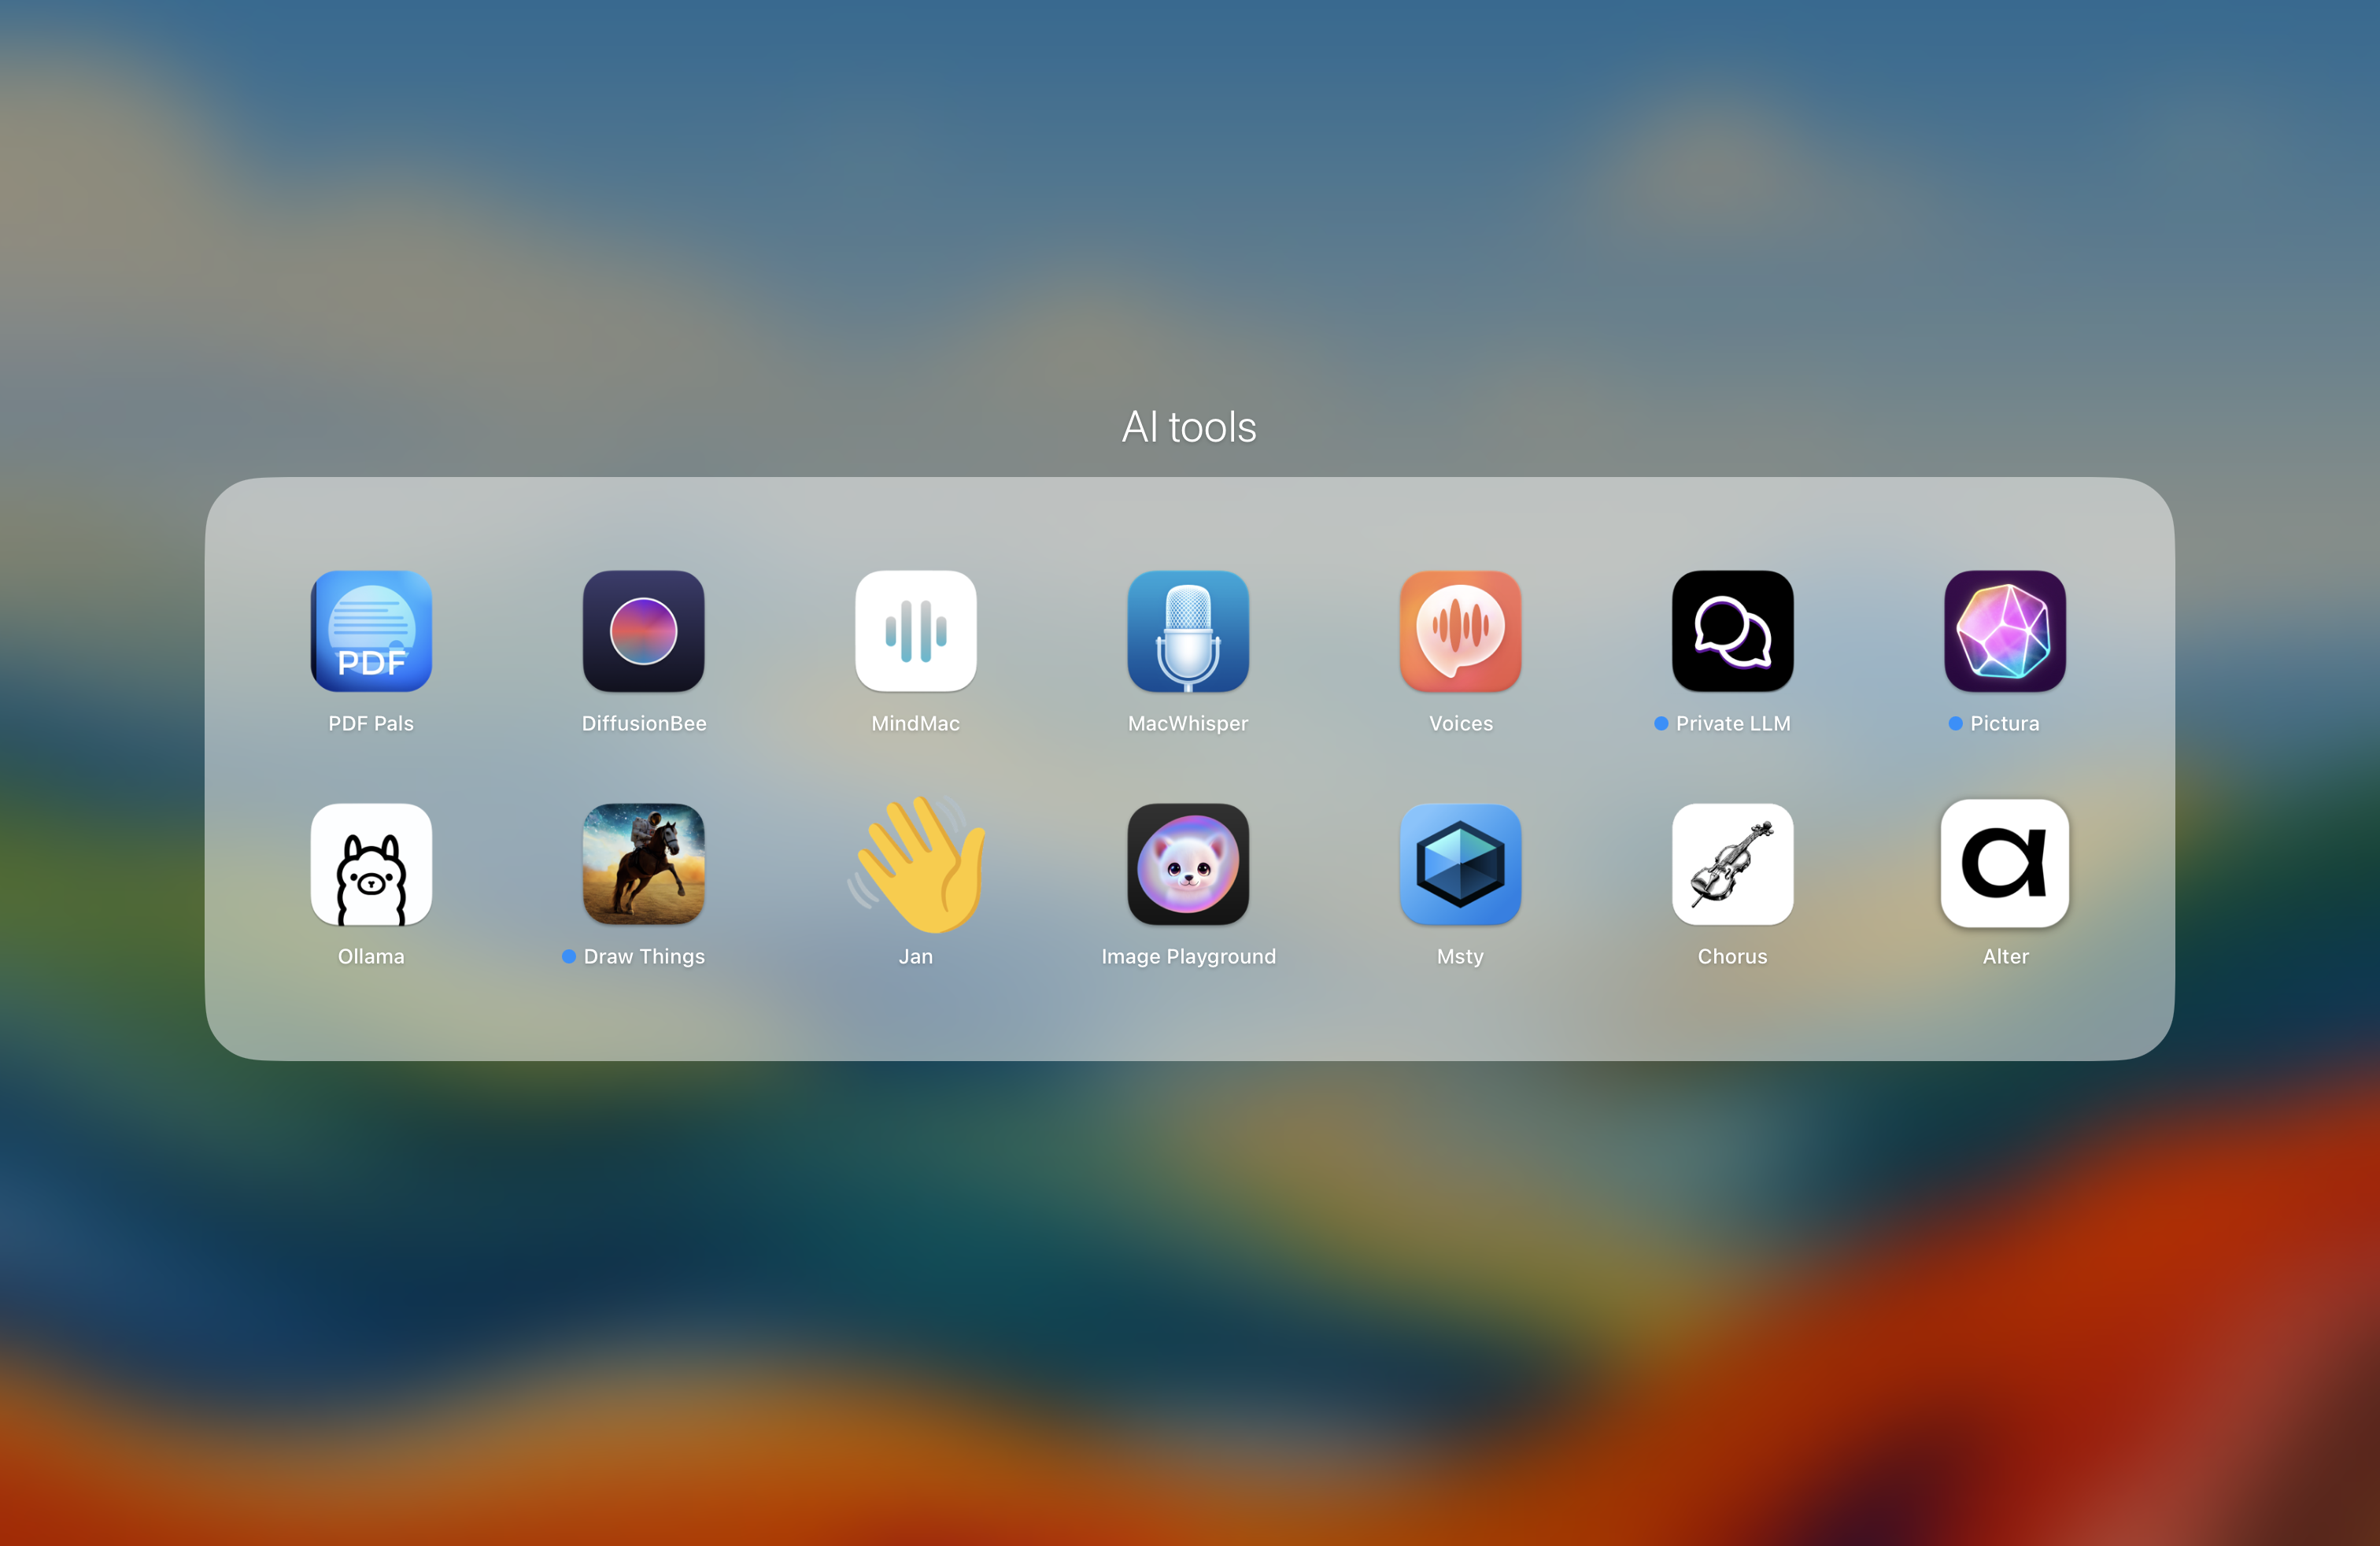 AI tools
PDF
PDF Pals
DiffusionBee
MindMac
MacWhisper
Voices
Private LLM
Pictura
Ollama
Draw Things
Jan
Image Playground
Msty
Chorus
Alter